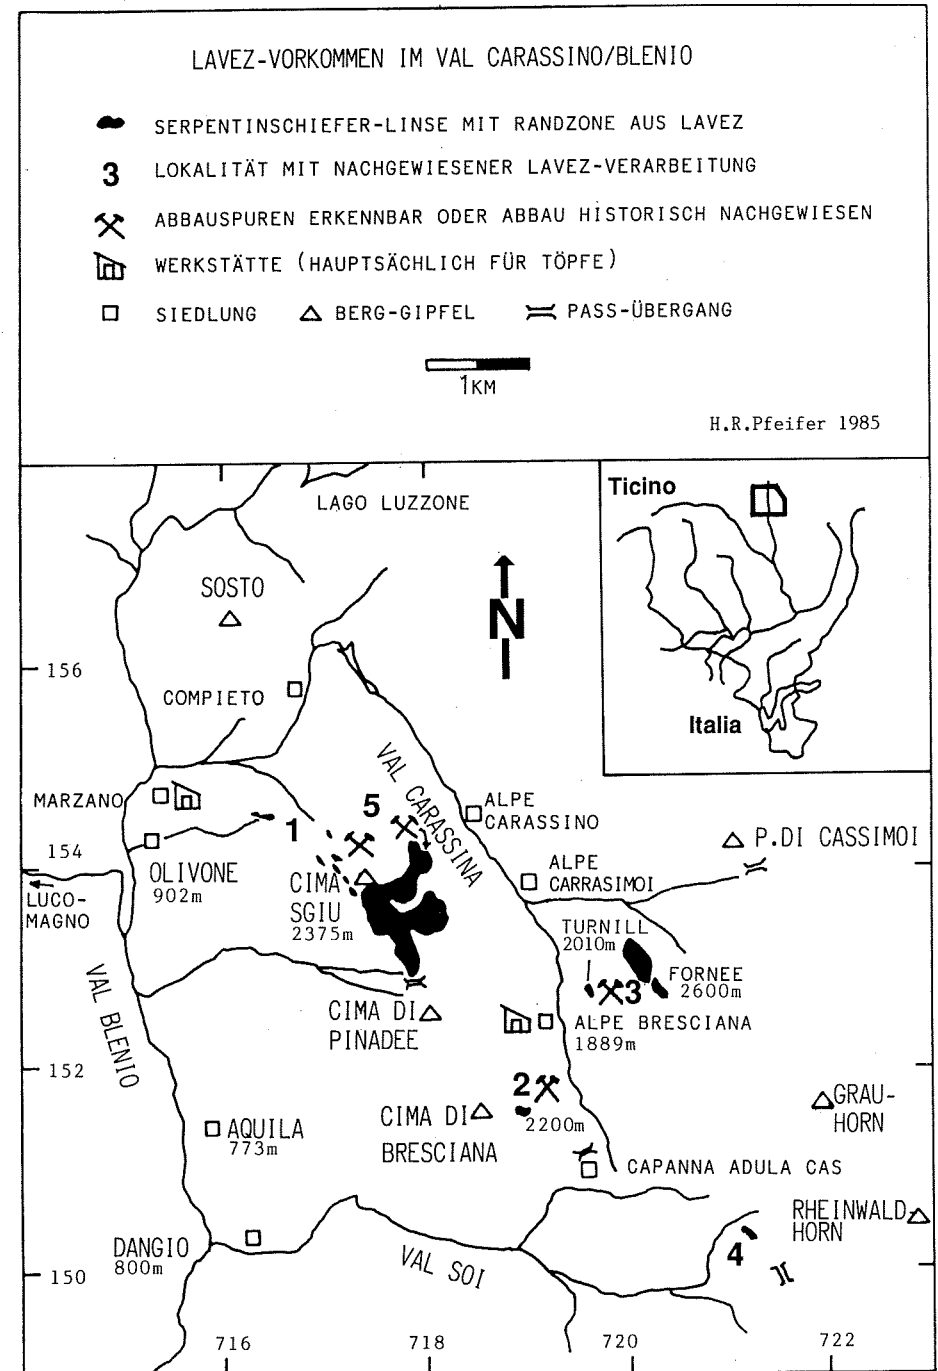 LAVEZ-VORKOMMEN IM VAL CARASSINO/BLENIO
SERPENTINSCHIEFER-LINSE MIT RANDZONE AUS LAVEZ
3 LOKALITÄT MIT NACHGEWIESENER LAVEZ-VERARBEITUNG
ABBAUSPUREN ERKENNBAR ODER ABBAU HISTORISCH NACHGEWIESEN
WERKSTÄTTE (HAUPTSÄCHLICH FÜR TÖPFE)
SIEDLUNG BERG-GIPFEL PASS-ÜBERGANG
1KM
H.R.Pfeifer 1985
LAGO LUZZONE
Ticino
Italia
N
SOSTO
156
COMPIETO
VAL CARASSINA
MARZANO
1
5
ALPE
CARASSINO
P.DI CASSIMOI
154
OLIVONE
902m
CIMA
SGIU
2375m
ALPE
CARRASIMOI
LUCO-
MAGNO
TURNILL
2010m
FORNEE
2600m
3
VAL BLENIO
CIMA DI
PINADEE
ALPE BRESCIANA
1889m
152
2
2200m
GRAU-
HORN
AQUILA
773m
CIMA DI
BRESCIANA
CAPANNA ADULA CAS
RHEINWALD-
HORN
DANGIO
800m
4
VAL SOI
150
716
718
720
722